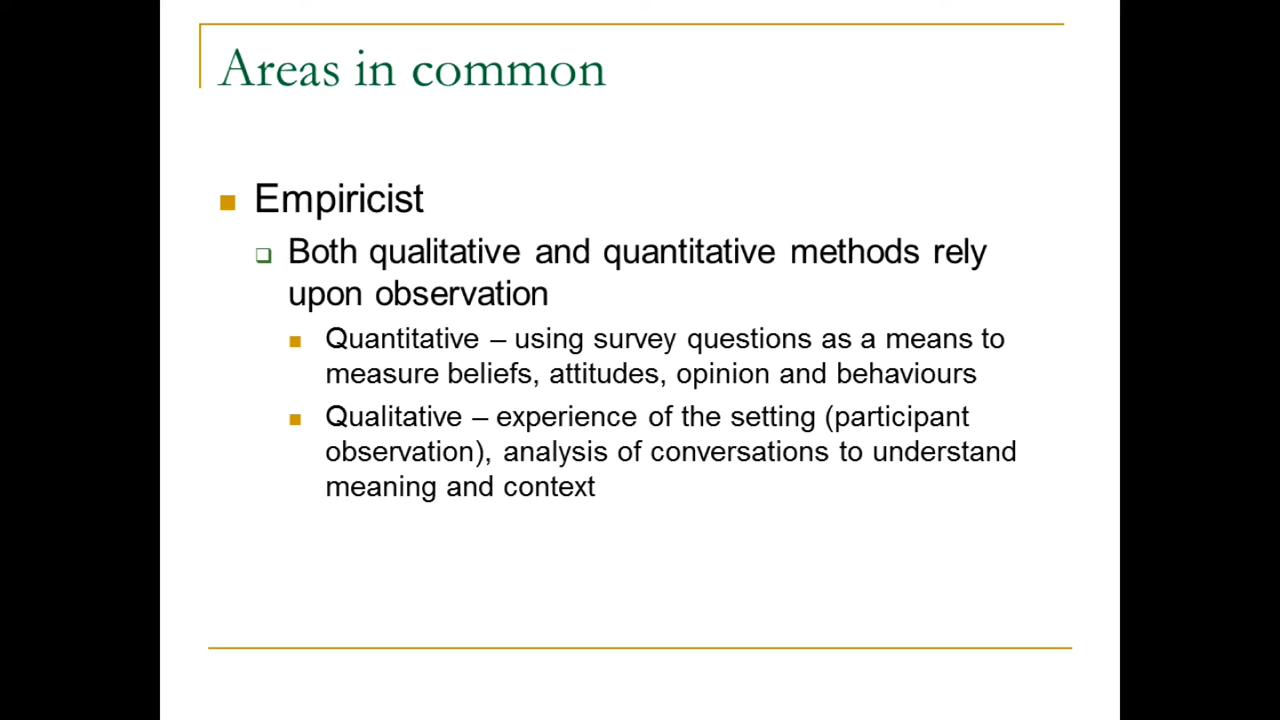 Areas in common
Empiricist
Both qualitative and quantitative methods rely
upon observation
Quantitative – using survey questions as a means to
measure beliefs, attitudes, opinion and behaviours
Qualitative – experience of the setting (participant
observation), analysis of conversations to understand
meaning and context